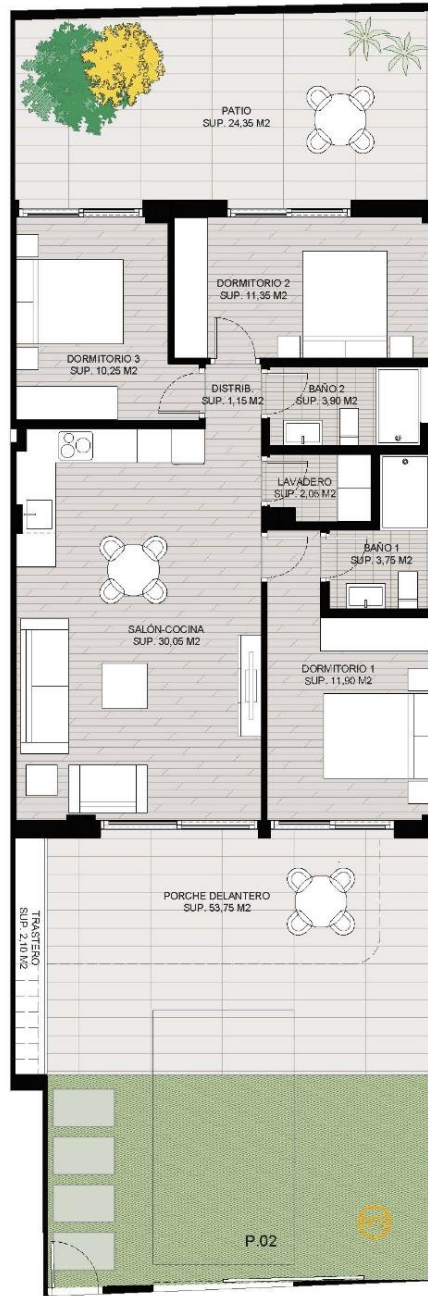 PATIO
SUP. 24,35 M2
DORMITORIO 2
SUP. 11,35 M2
DORMITORIO 3
SUP. 10,25 M2
DISTRIB.
SUP. 1,15 M2
BAÑO 2
SUP. 3,90 M2
LAVADERO
SUP. 2,05 M2
BAÑO 1
SUP. 3,75 M2
SALÓN-COCINA
SUP. 30,05 M2
DORMITORIO 1
SUP. 11,90 M2
PORCHE DELANTERO
SUP. 53,75 M2
TRASTERO
SUP. 2,10 M2
P.02